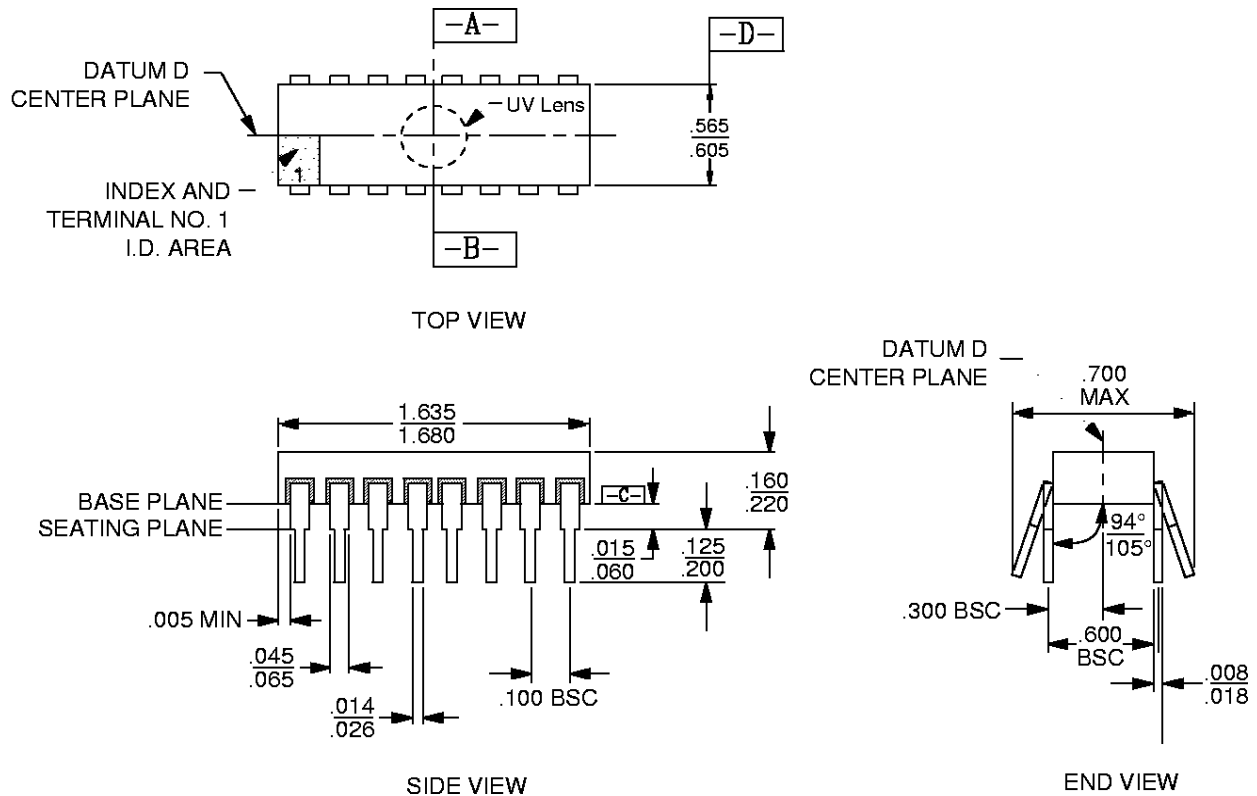 -A-
-D-
DATUM D
CENTER PLANE
UV Lens
.565
.605
1
INDEX AND
TERMINAL NO. 1
I.D. AREA
-B-
TOP VIEW
DATUM D
CENTER PLANE
.700
MAX
1.635
1.680
BASE PLANE
SEATING PLANE
-C-
.160
.220
.015
.060
.125
.200
94°
105°
.005 MIN
.300 BSC
.045
.065
.600
BSC
.100 BSC
.014
.026
.008
.018
SIDE VIEW
END VIEW